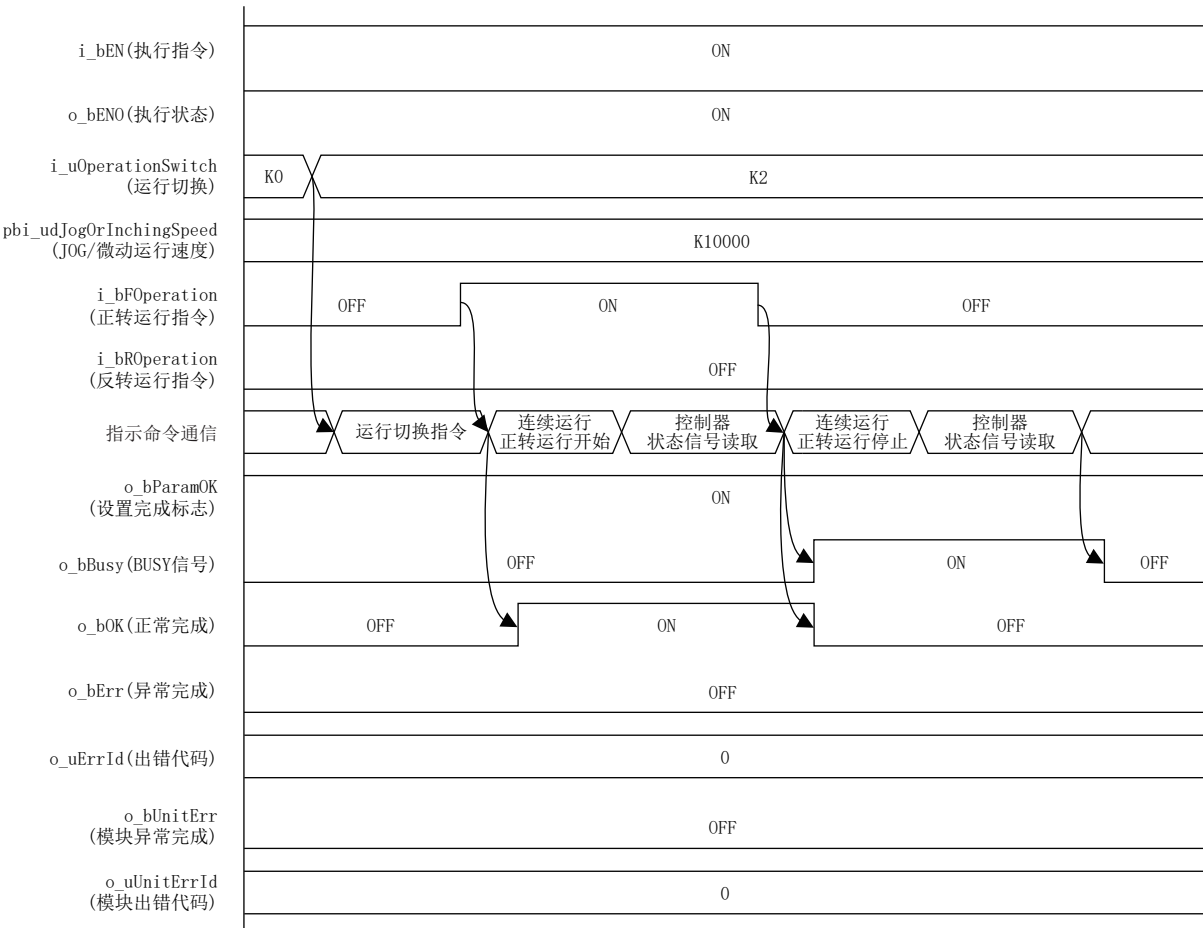 i_bEN(执行指令)
ON
o_bENO(执行状态)
ON
i_uOperationSwitch
(运行切换)
K0
K2
pbi_udJogOrInchingSpeed
(JOG/微动运行速度)
K10000
i_bFOperation
(正转运行指令)
OFF
ON
OFF
i_bROperation
(反转运行指令)
OFF
指示命令通信
运行切换指令
连续运行
正转运行开始
控制器
状态信号读取
连续运行
正转运行停止
控制器
状态信号读取
o_bParamOK
(设置完成标志)
ON
o_bBusy(BUSY信号)
OFF
ON
OFF
o_bOK(正常完成)
OFF
ON
OFF
o_bErr(异常完成)
OFF
o_uErrId(出错代码)
0
o_bUnitErr
(模块异常完成)
OFF
o_uUnitErrId
(模块出错代码)
0